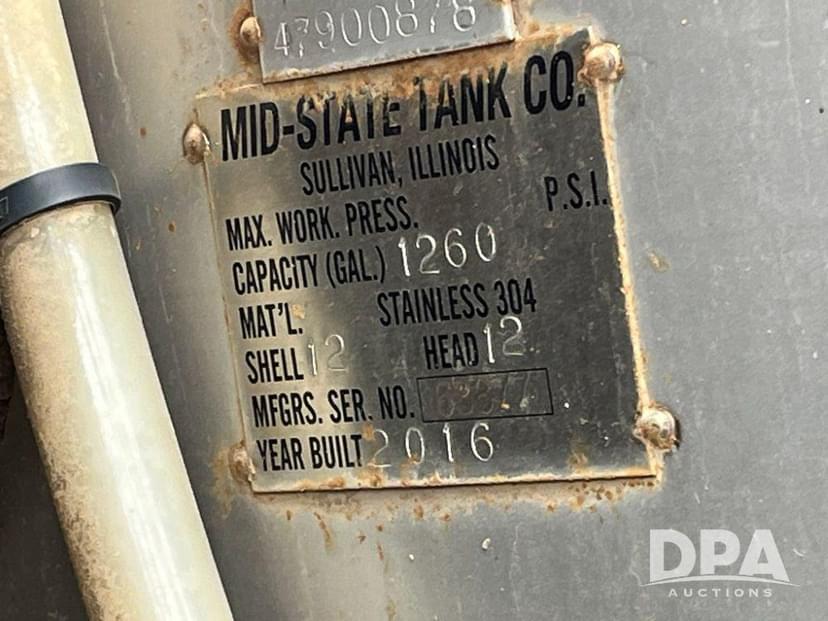 47900878
MID-STATE TANK CO.
SULLIVAN, ILLINOIS
MAX. WORK. PRESS. P.S.I.
CAPACITY (GAL.) 1260
MAT'L. STAINLESS 304
SHELL 12 HEAD 12
MFGRS. SER. NO.
YEAR BUILT 2016
DPA
AUCTIONS